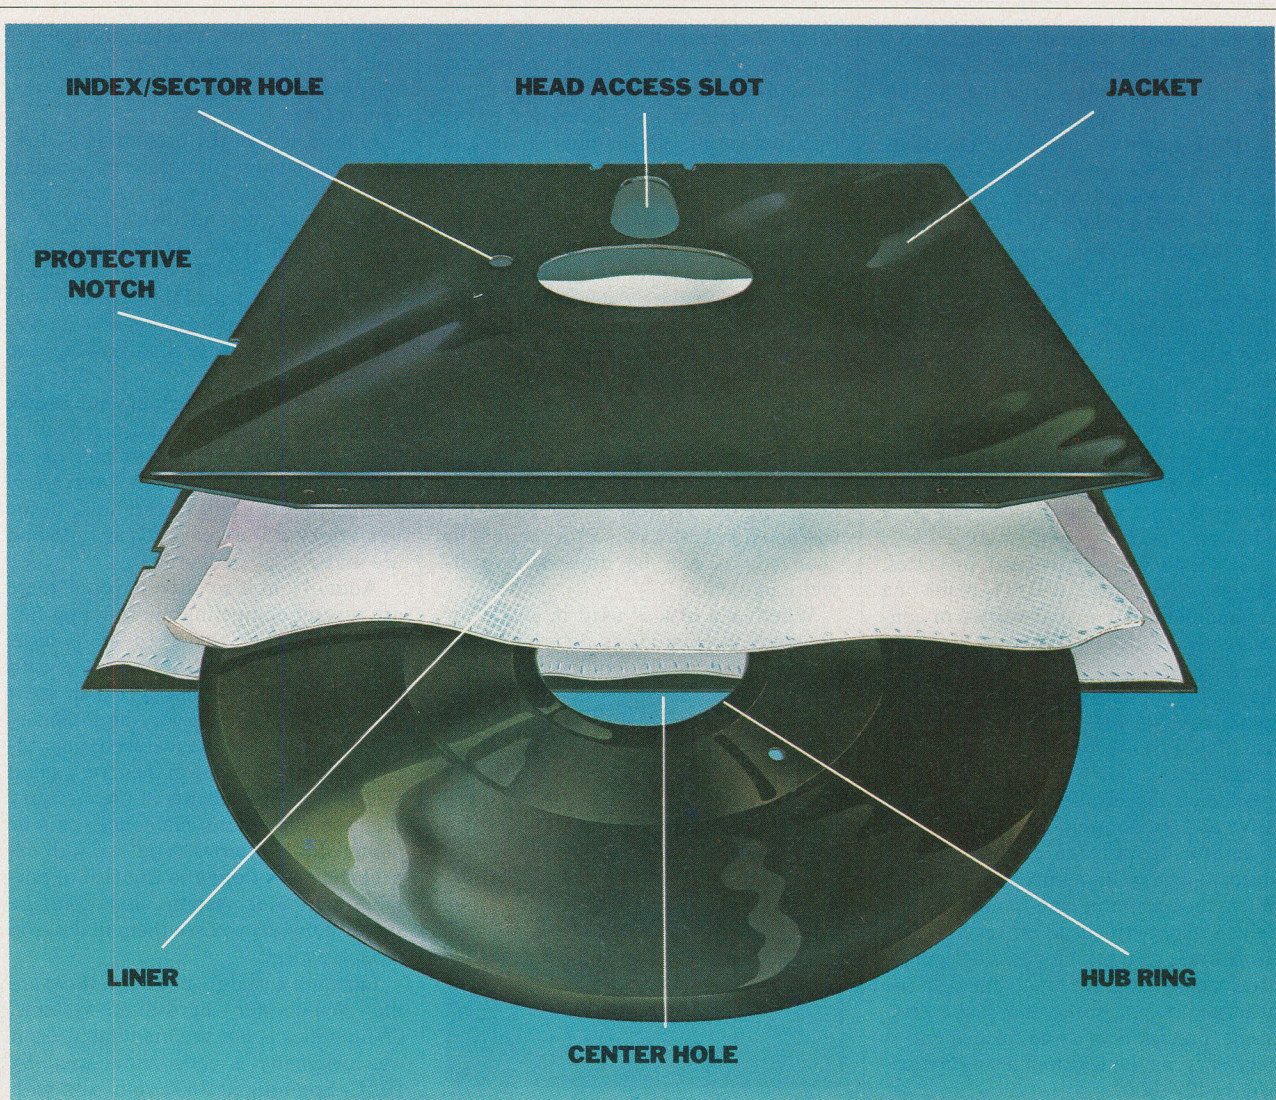 INDEX/SECTOR HOLE
HEAD ACCESS SLOT
JACKET
PROTECTIVE
NOTCH
LINER
HUB RING
CENTER HOLE